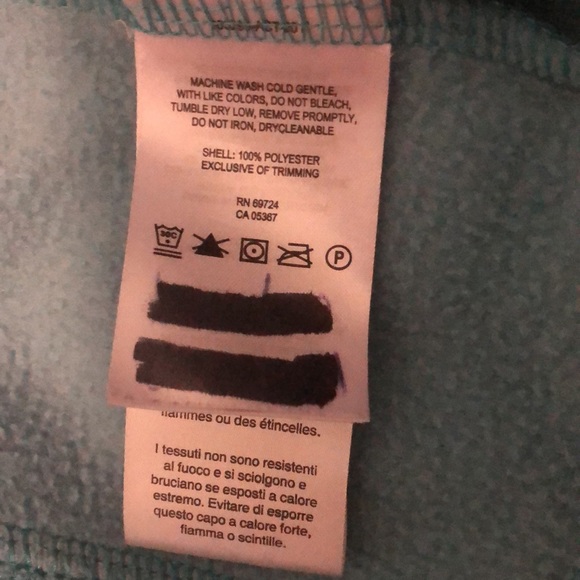 MACHINE WASH COLD GENTLE,
WITH LIKE COLORS, DO NOT BLEACH,
TUMBLE DRY LOW, REMOVE PROMPTLY,
DO NOT IRON, DRYCLEANABLE
SHELL: 100% POLYESTER
EXCLUSIVE OF TRIMMING
RN 69724
CA 05367
30C
P
flammes ou des étincelles.
I tessuti non sono resistenti
al fuoco e si sciolgono e
bruciano se esposti a calore
estremo. Evitare di esporre
questo capo a calore forte,
fiamma o scintille.